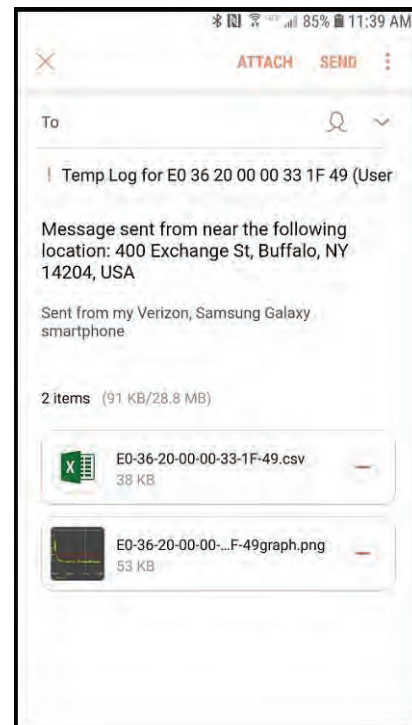 85% 11:39 AM
ATTACH SEND
To
! Temp Log for E0 36 20 00 00 33 1F 49 (User
Message sent from near the following
location: 400 Exchange St, Buffalo, NY
14204, USA
Sent from my Verizon, Samsung Galaxy
smartphone
2 items (91 KB/28.8 MB)
E0-36-20-00-00-33-1F-49.csv
38 KB
E0-36-20-00-00-...F-49graph.png
53 KB